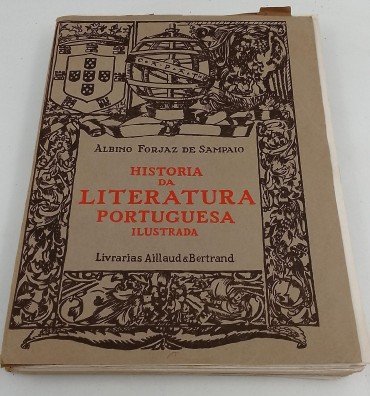 ALBINO FORJAZ DE SAMPAIO
HISTORIA
DA
LITERATURA
PORTUGUESA
ILUSTRADA
Livrarias Aillaud & Bertrand